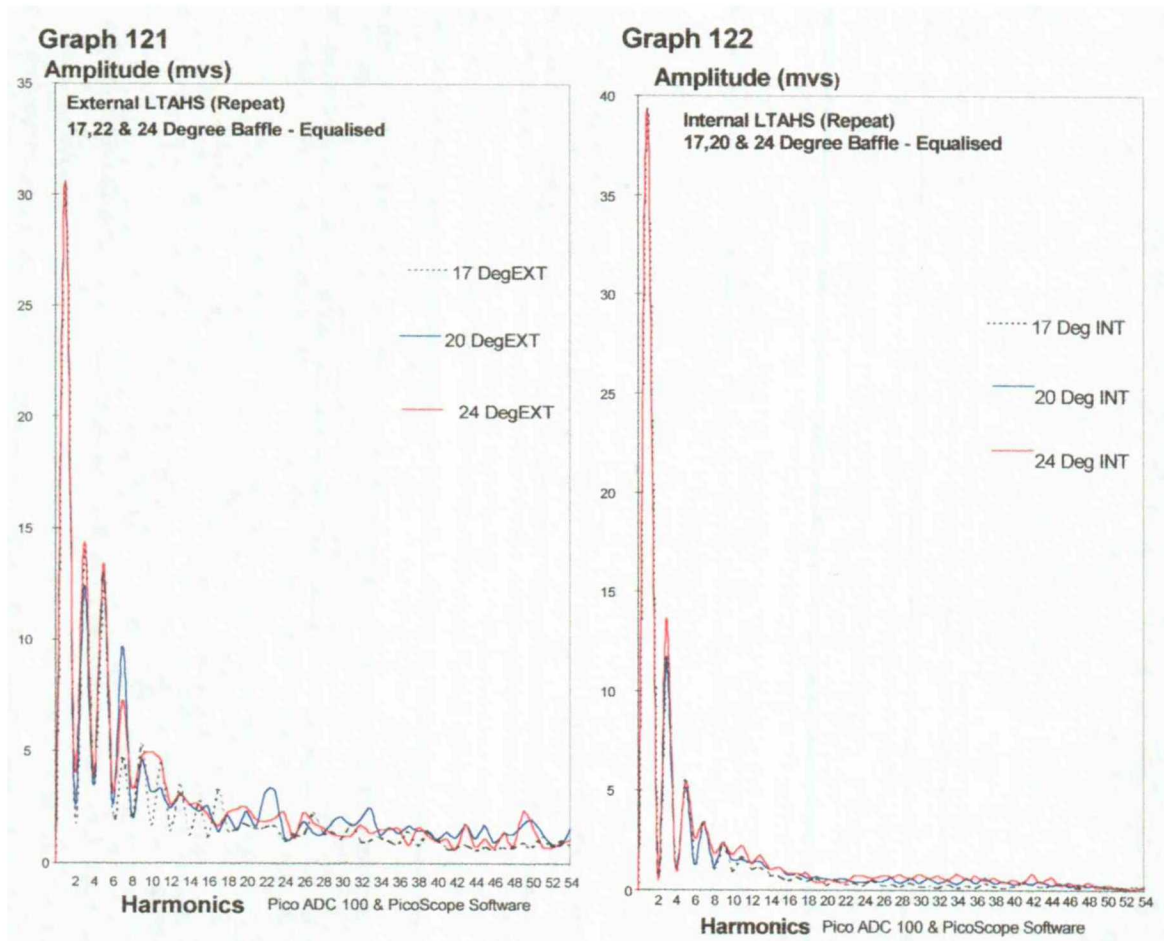 Graph 121
Amplitude (mvs)
35
External LTAHS (Repeat)
17,22 & 24 Degree Baffle - Equalised
30
17 DegEXT
25
20 DegEXT
24 DegEXT
20
15
10
5
0
2 4 6 8 10 12 14 16 18 20 22 24 26 28 30 32 34 36 38 40 42 44 46 48 50 52 54
Harmonics Pico ADC 100 & PicoScope Software
Graph 122
Amplitude (mvs)
40
Internal LTAHS (Repeat)
17,20 & 24 Degree Baffle - Equalised
35
30
17 Deg INT
25
20 Deg INT
24 Deg INT
20
15
10
5
0
2 4 6 8 10 12 14 16 18 20 22 24 26 28 30 32 34 36 38 40 42 44 46 48 50 52 54
Harmonics Pico ADC 100 & PicoScope Software